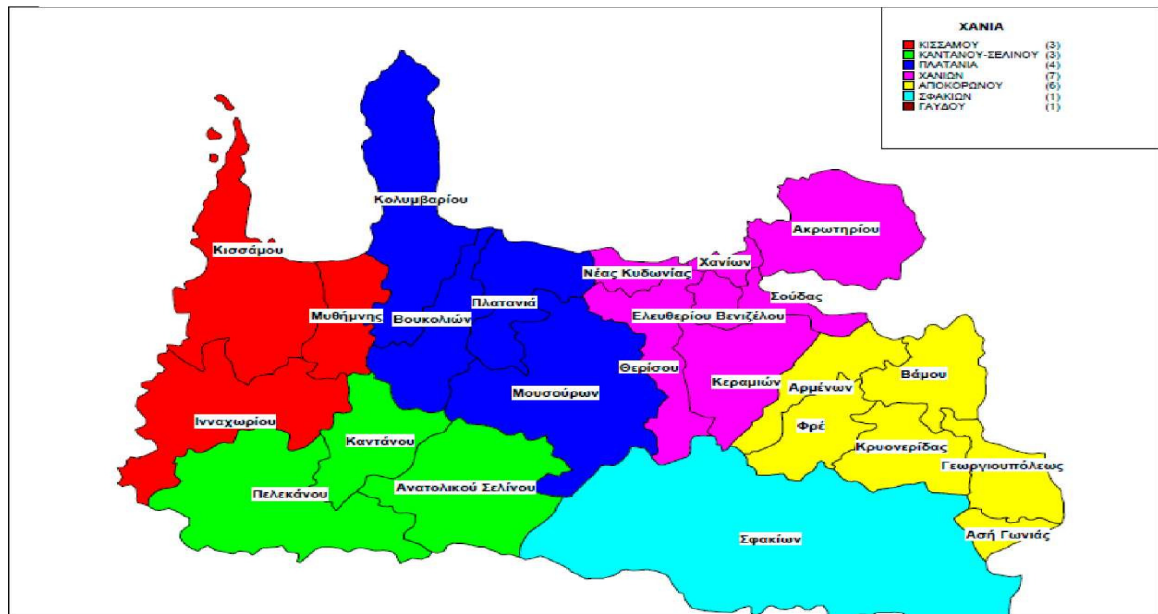 ΧΑΝΙΑ
ΚΙΣΣΑΜΟΥ (3)
ΚΑΝΤΑΝΟΥ-ΣΕΛΙΝΟΥ (3)
ΠΛΑΤΑΝΙΑ (4)
ΧΑΝΙΩΝ (7)
ΑΠΟΚΟΡΩΝΟΥ (6)
ΣΦΑΚΙΩΝ (1)
ΓΑΥΔΟΥ (1)
Κολυμβαρίου
Ακρωτηρίου
Κισσάμου
Χανίων
Νέας Κυδωνίας
Σούδας
Πλατανιά
Μυθήμνης
Βουκολιών
Ελευθερίου Βενιζέλου
Θερίσου
Βάμου
Κεραμιών
Αρμένων
Μουσούρων
Ινναχωρίου
Φρέ
Καντάνου
Κρυονερίδας
Γεωργιουπόλεως
Πελεκάνου
Ανατολικού Σελίνου
Ασή Γωνιάς
Σφακίων